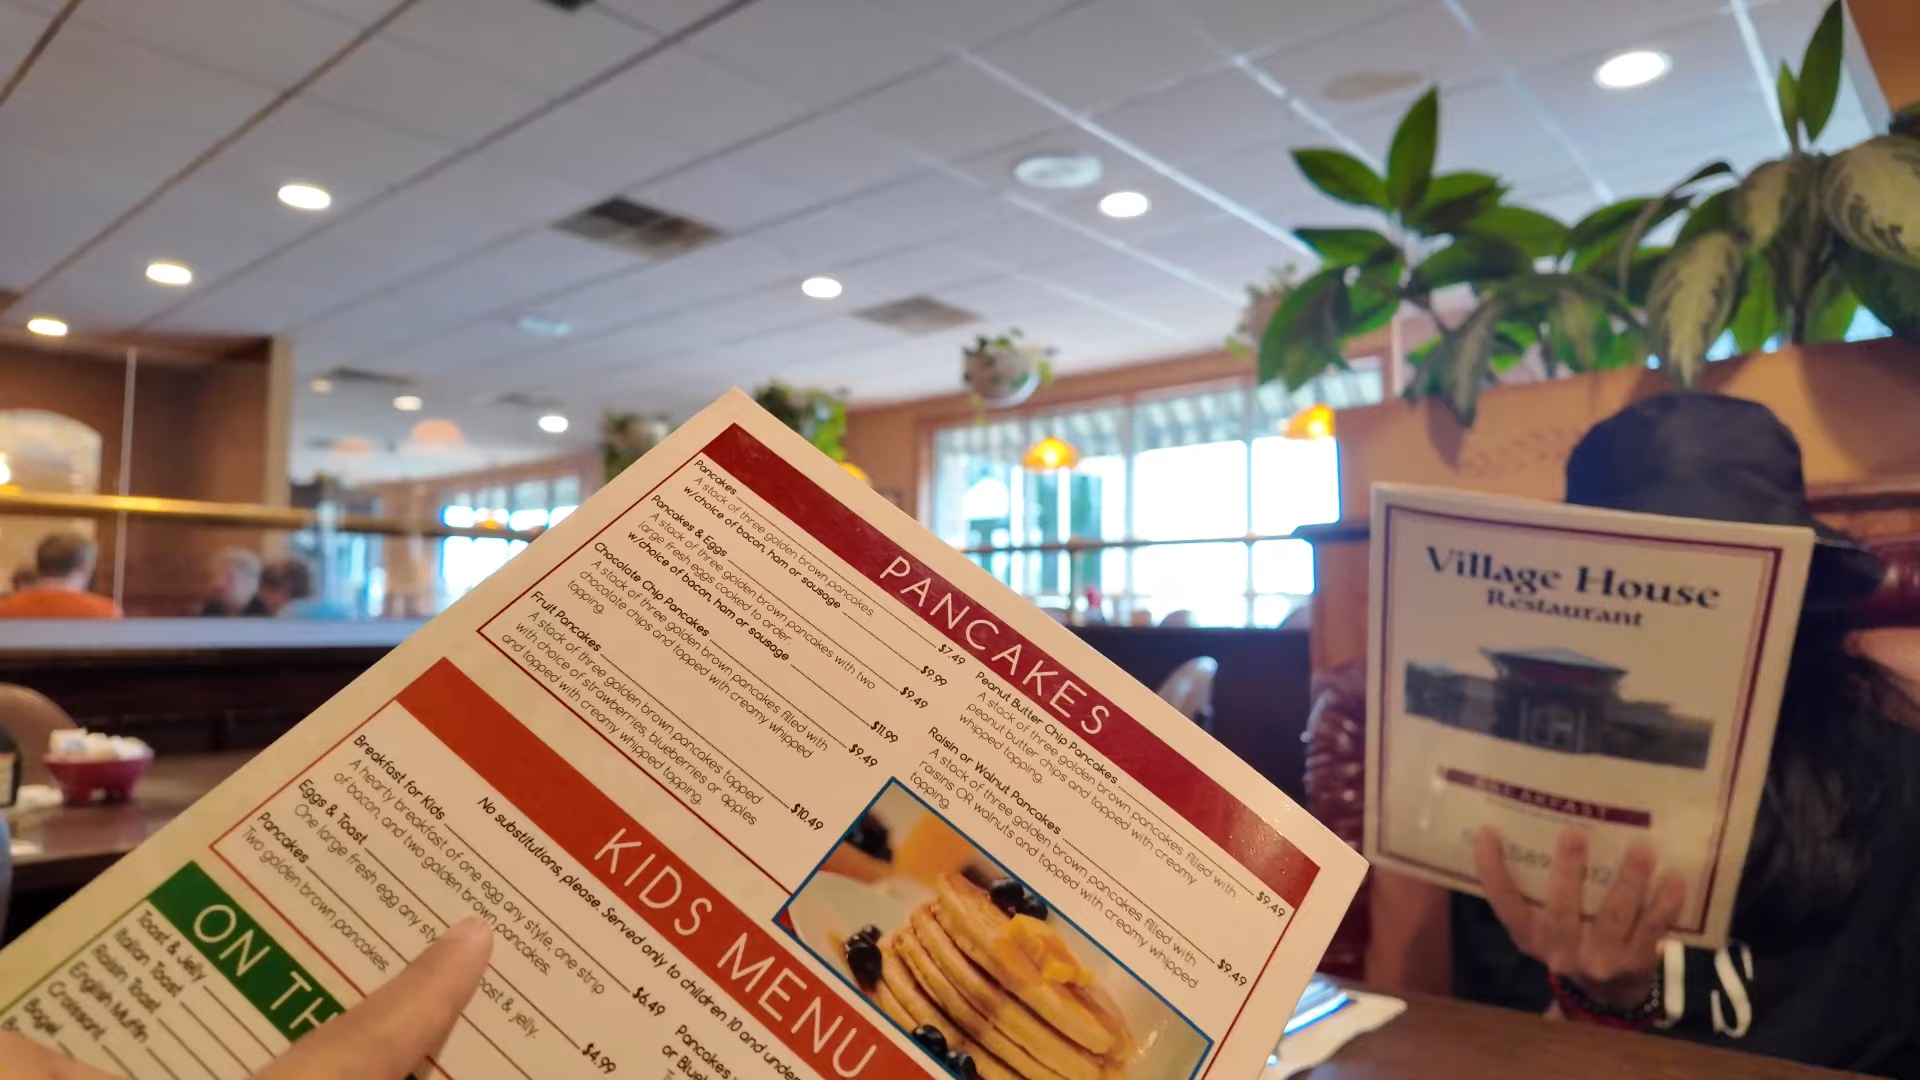 PANCAKES
Pancakes $7.49
A stack of three golden brown pancakes.
w/choice of bacon, ham or sausage $9.99
Pancakes & Eggs $9.49
A stack of three golden brown pancakes with two
large fresh eggs cooked to order.
w/choice of bacon, ham or sausage $11.99
Chocolate Chip Pancakes $9.49
A stack of three golden brown pancakes filled with
chocolate chips and topped with creamy whipped
topping.
Fruit Pancakes $10.49
A stack of three golden brown pancakes topped
with choice of strawberries, blueberries or apples
and topped with creamy whipped topping.
Peanut Butter Chip Pancakes $9.49
A stack of three golden brown pancakes filled with
peanut butter chips and topped with creamy
whipped topping.
Raisin or Walnut Pancakes $9.49
A stack of three golden brown pancakes filled with
raisins OR walnuts and topped with creamy whipped
topping.
KIDS MENU
No substitutions, please. Served only to children 10 and under
Breakfast for Kids $6.49
A hearty breakfast of one egg any style, one strip
of bacon, and two golden brown pancakes.
Eggs & Toast $4.99
One large fresh egg any style toast & jelly.
Pancakes
Two golden brown pancakes.
Pancakes
or
ON TH
Toast & Jelly
Italian Toast
Raisin Toast
English Muffin
Croissant
Bagel
Village House
Restaurant
BREAKFAST
S